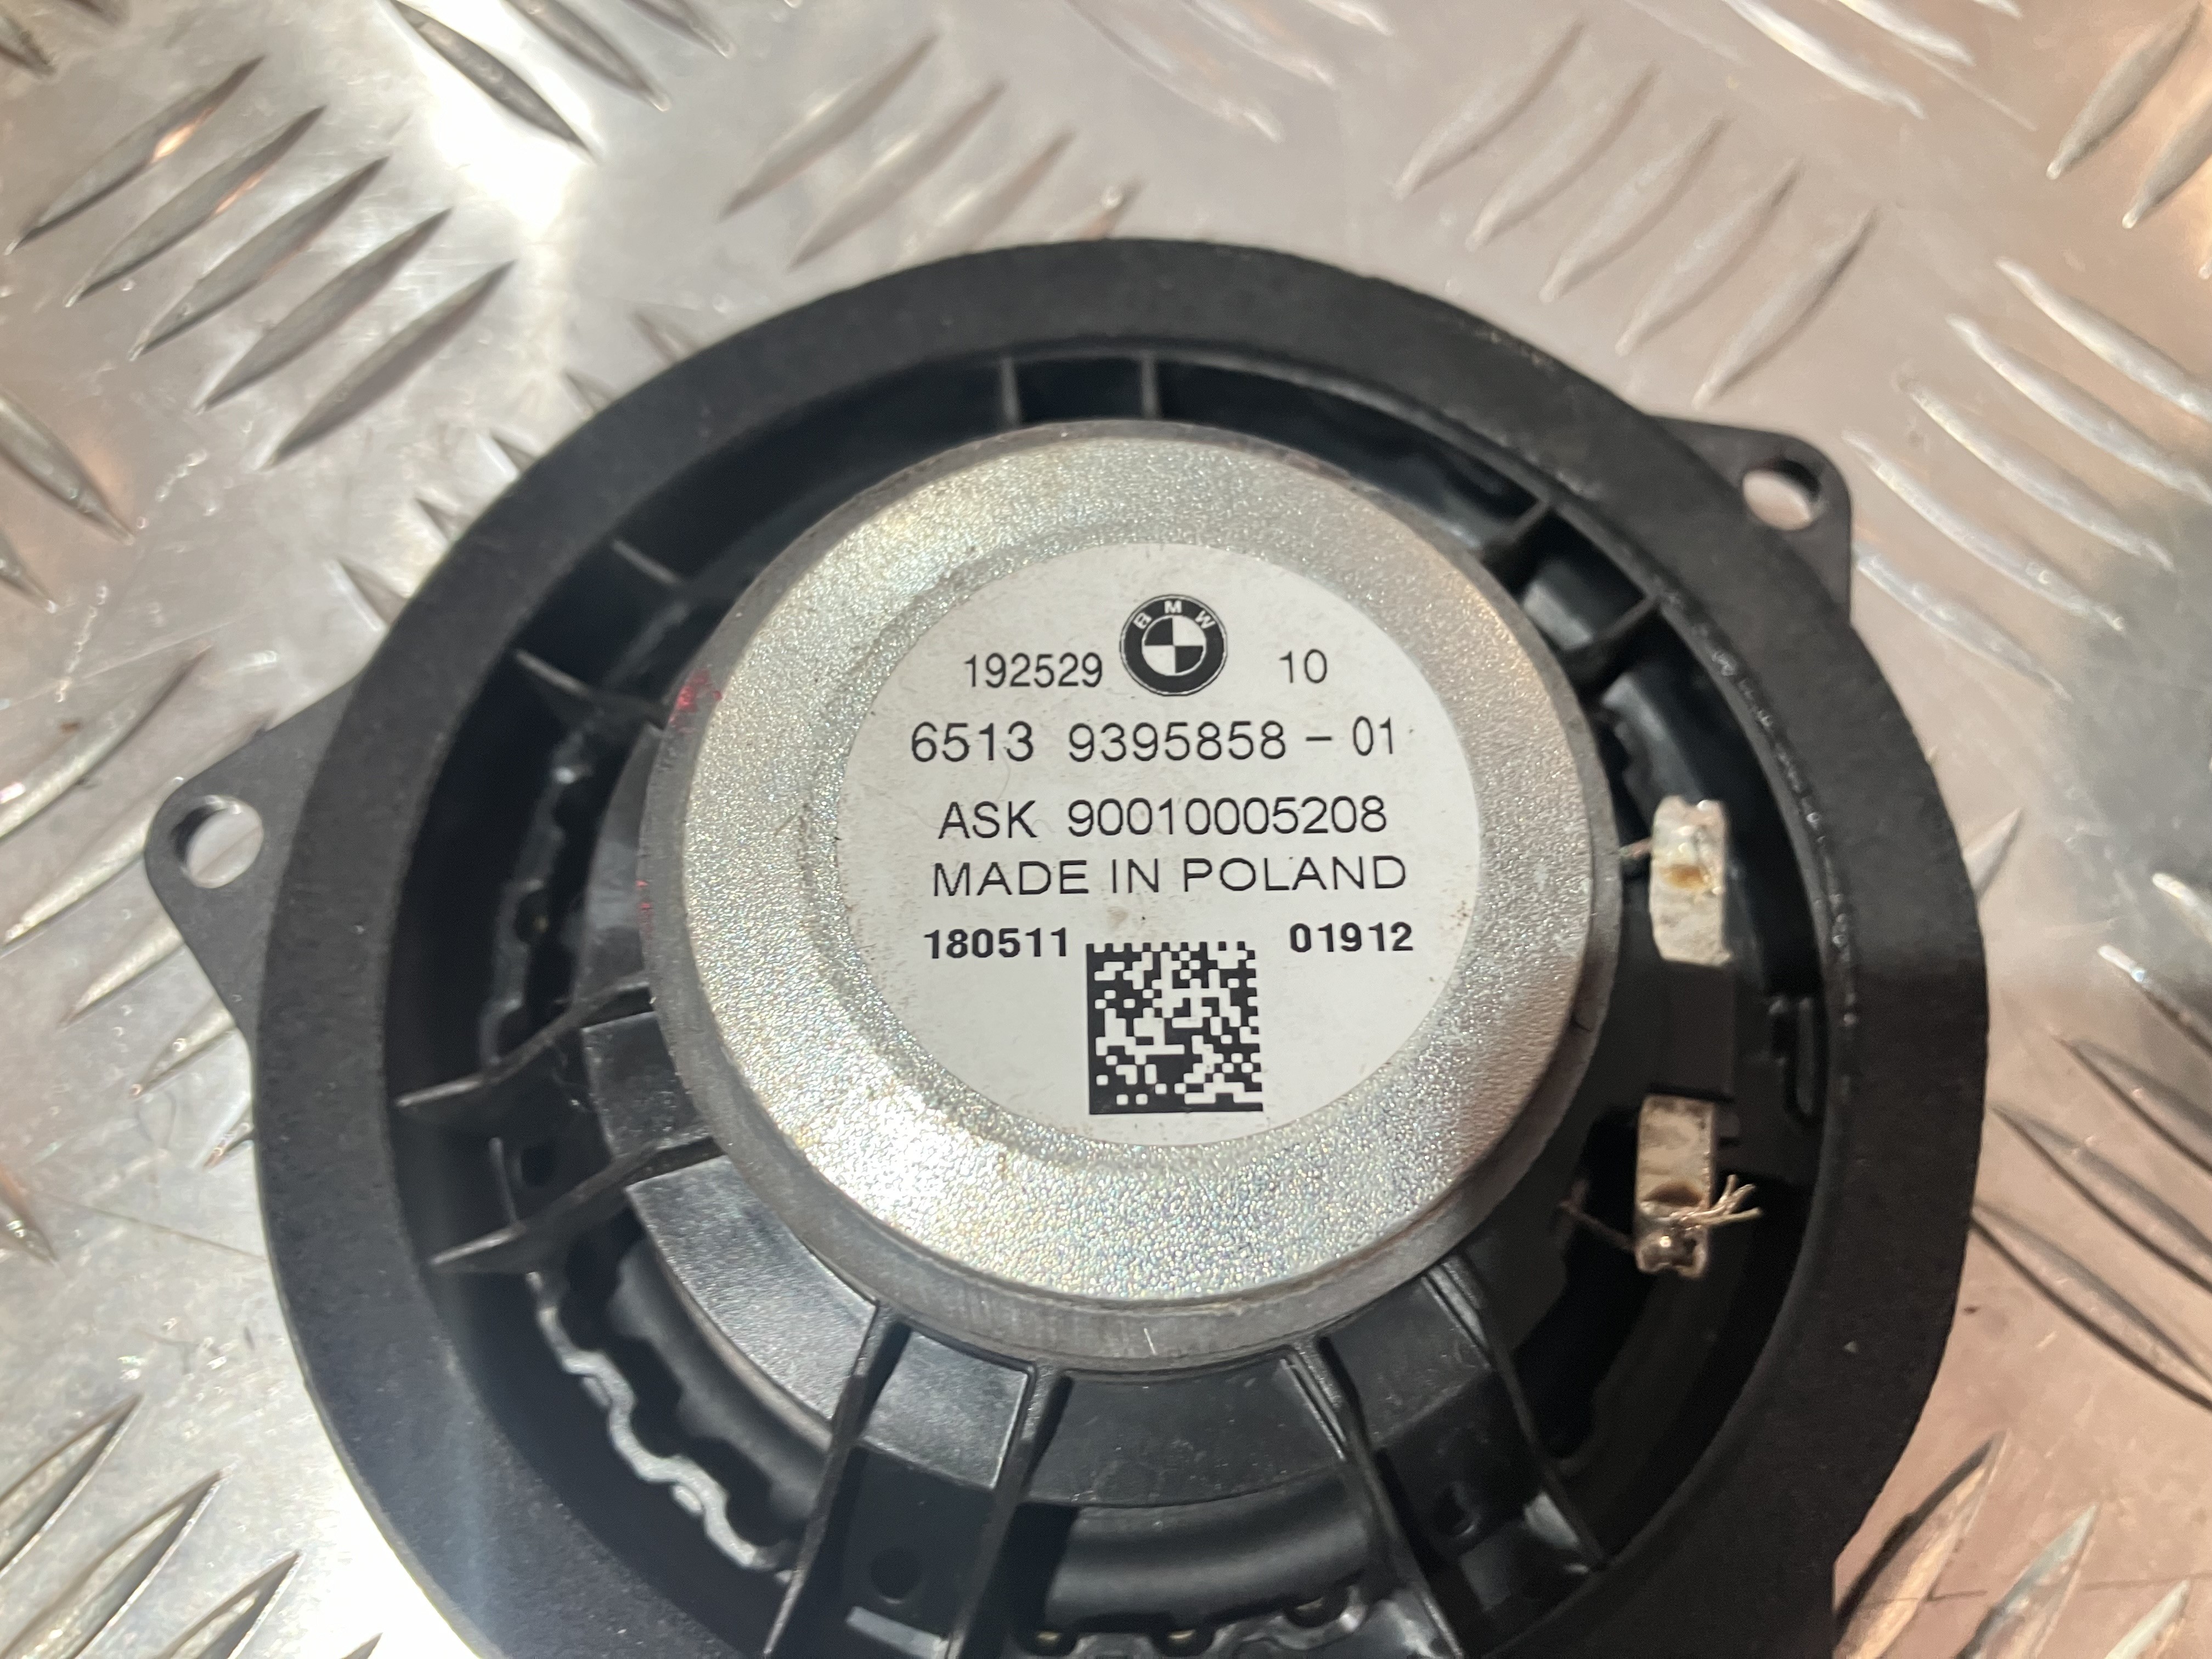 BMW
192529 10
6513 9395858 - 01
ASK 90010005208
MADE IN POLAND
180511 01912